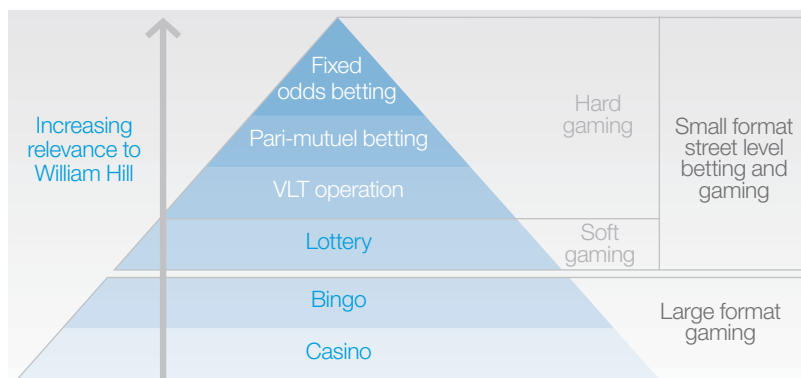 Increasing
relevance to
William Hill
Fixed
odds betting
Pari-mutuel betting
VLT operation
Lottery
Bingo
Casino
Hard
gaming
Soft
gaming
Small format
street level
betting and
gaming
Large format
gaming